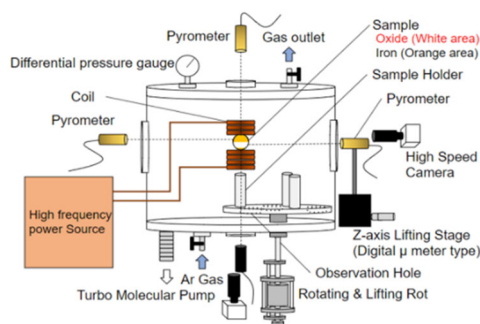 Sample
Oxide (White area)
Iron (Orange area)
Pyrometer
Gas outlet
Differential pressure gauge
Sample Holder
Coil
Pyrometer
Pyrometer
High Speed
Camera
High frequency
power Source
Z-axis Lifting Stage
(Digital μ meter type)
Observation Hole
Ar Gas
Turbo Molecular Pump
Rotating & Lifting Rot